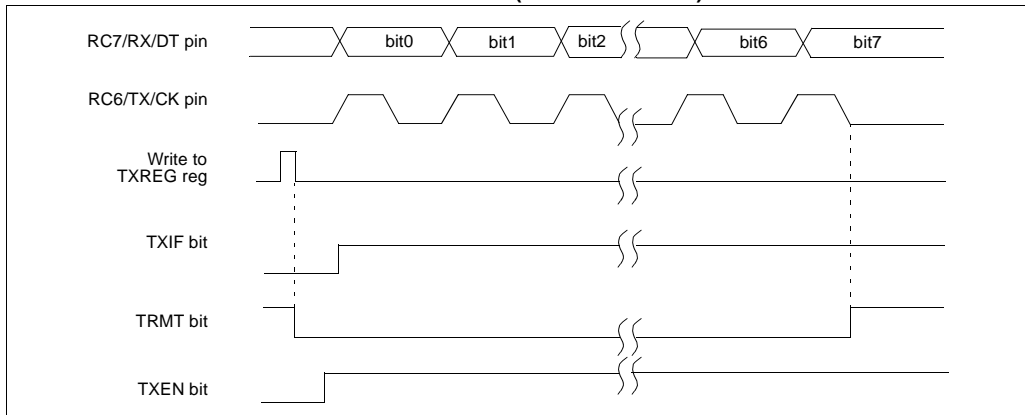 RC7/RX/DT pin
bit0
bit1
bit2
bit6
bit7
RC6/TX/CK pin
Write to
TXREG reg
TXIF bit
TRMT bit
TXEN bit